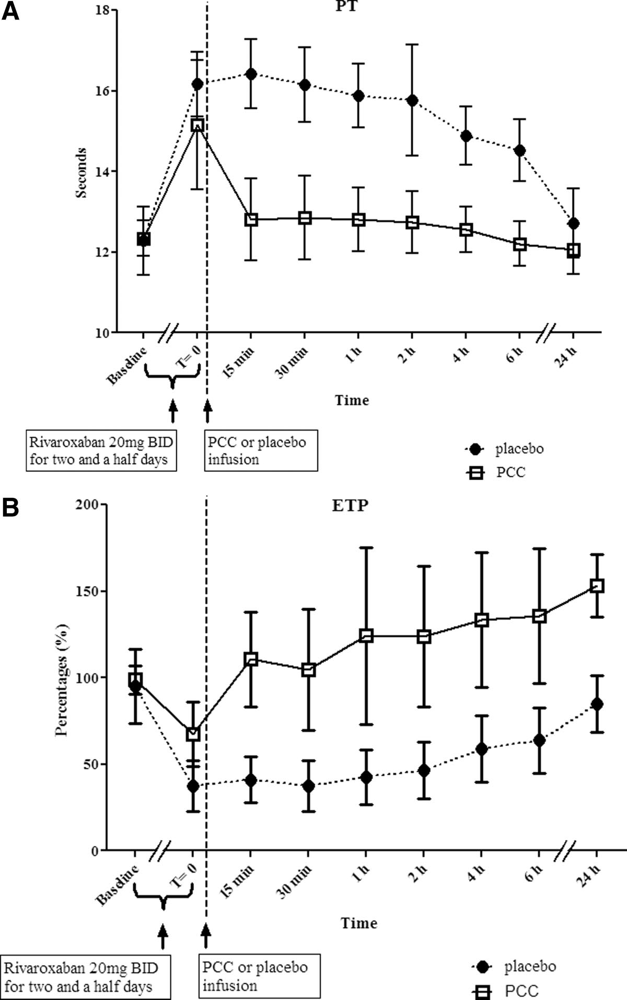 A
PT
18
16
14
12
10
Seconds
Baseline
T= 0
15 min
30 min
1 h
2 h
4 h
6 h
24 h
Time
Rivaroxaban 20mg BID
for two and a half days
PCC or placebo
infusion
placebo
PCC
B
ETP
200
150
100
50
0
Percentages (%)
Baseline
T= 0
15 min
30 min
1 h
2 h
4 h
6 h
24 h
Time
Rivaroxaban 20mg BID
for two and a half days
PCC or placebo
infusion
placebo
PCC